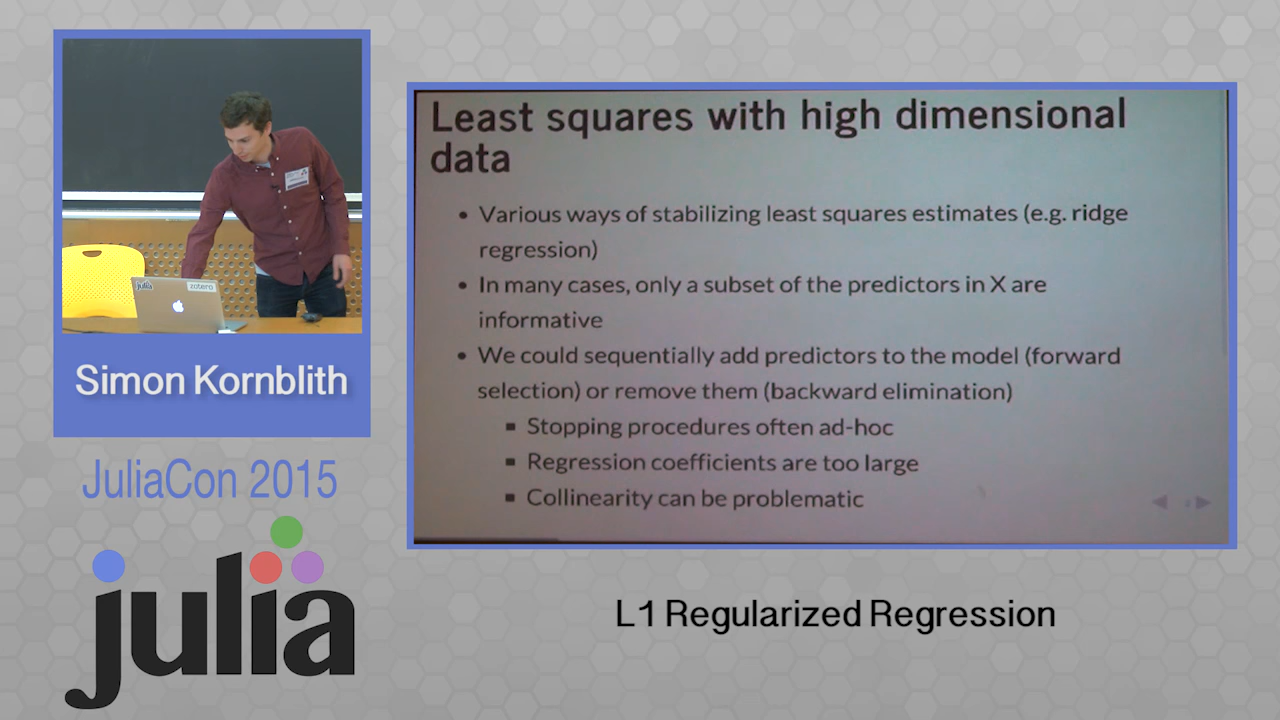 Least squares with high dimensional
data
• Various ways of stabilizing least squares estimates (e.g. ridge
regression)
• In many cases, only a subset of the predictors in X are
informative
• We could sequentially add predictors to the model (forward
selection) or remove them (backward elimination)
▪ Stopping procedures often ad-hoc
▪ Regression coefficients are too large
▪ Collinearity can be problematic
julia
zotero
Simon Kornblith
JuliaCon 2015
julia
L1 Regularized Regression